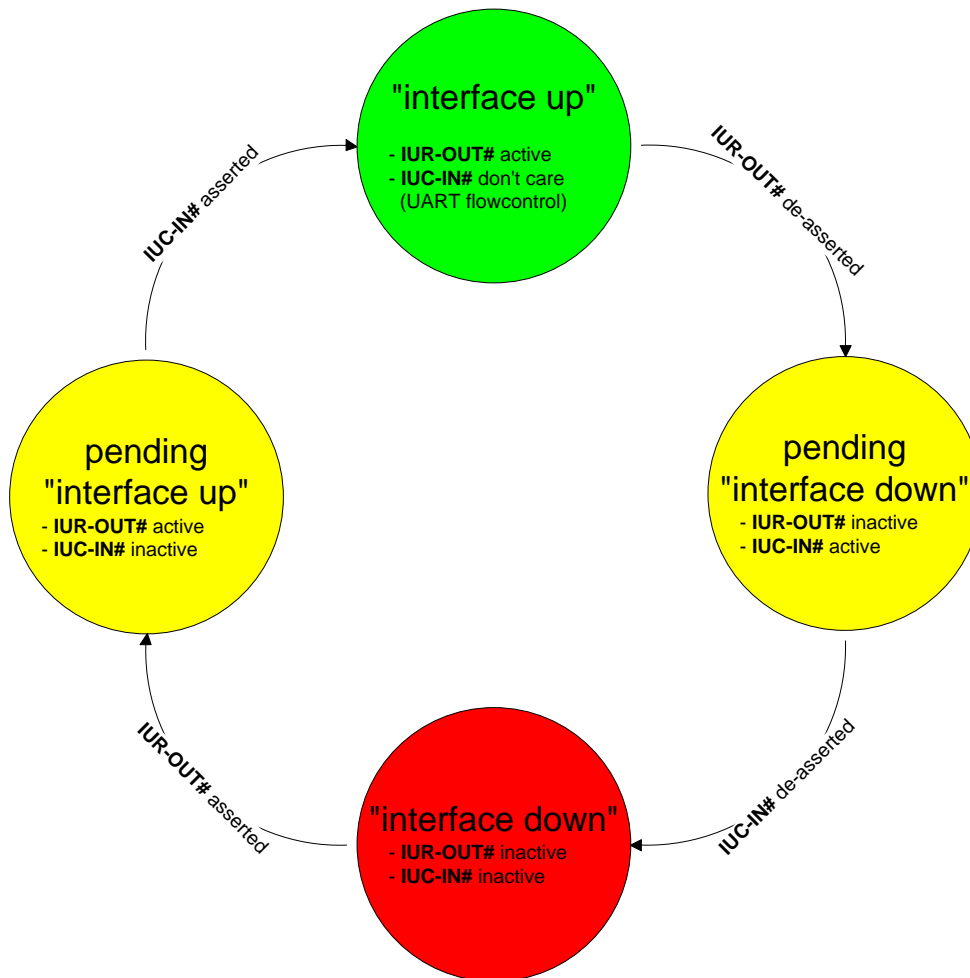 "interface up"
- IUR-OUT# active
- IUC-IN# don't care
(UART flowcontrol)
IUC-IN# asserted
IUR-OUT# de-asserted
pending
"interface up"
- IUR-OUT# active
- IUC-IN# inactive
pending
"interface down"
- IUR-OUT# inactive
- IUC-IN# active
IUR-OUT# asserted
IUC-IN# de-asserted
"interface down"
- IUR-OUT# inactive
- IUC-IN# inactive